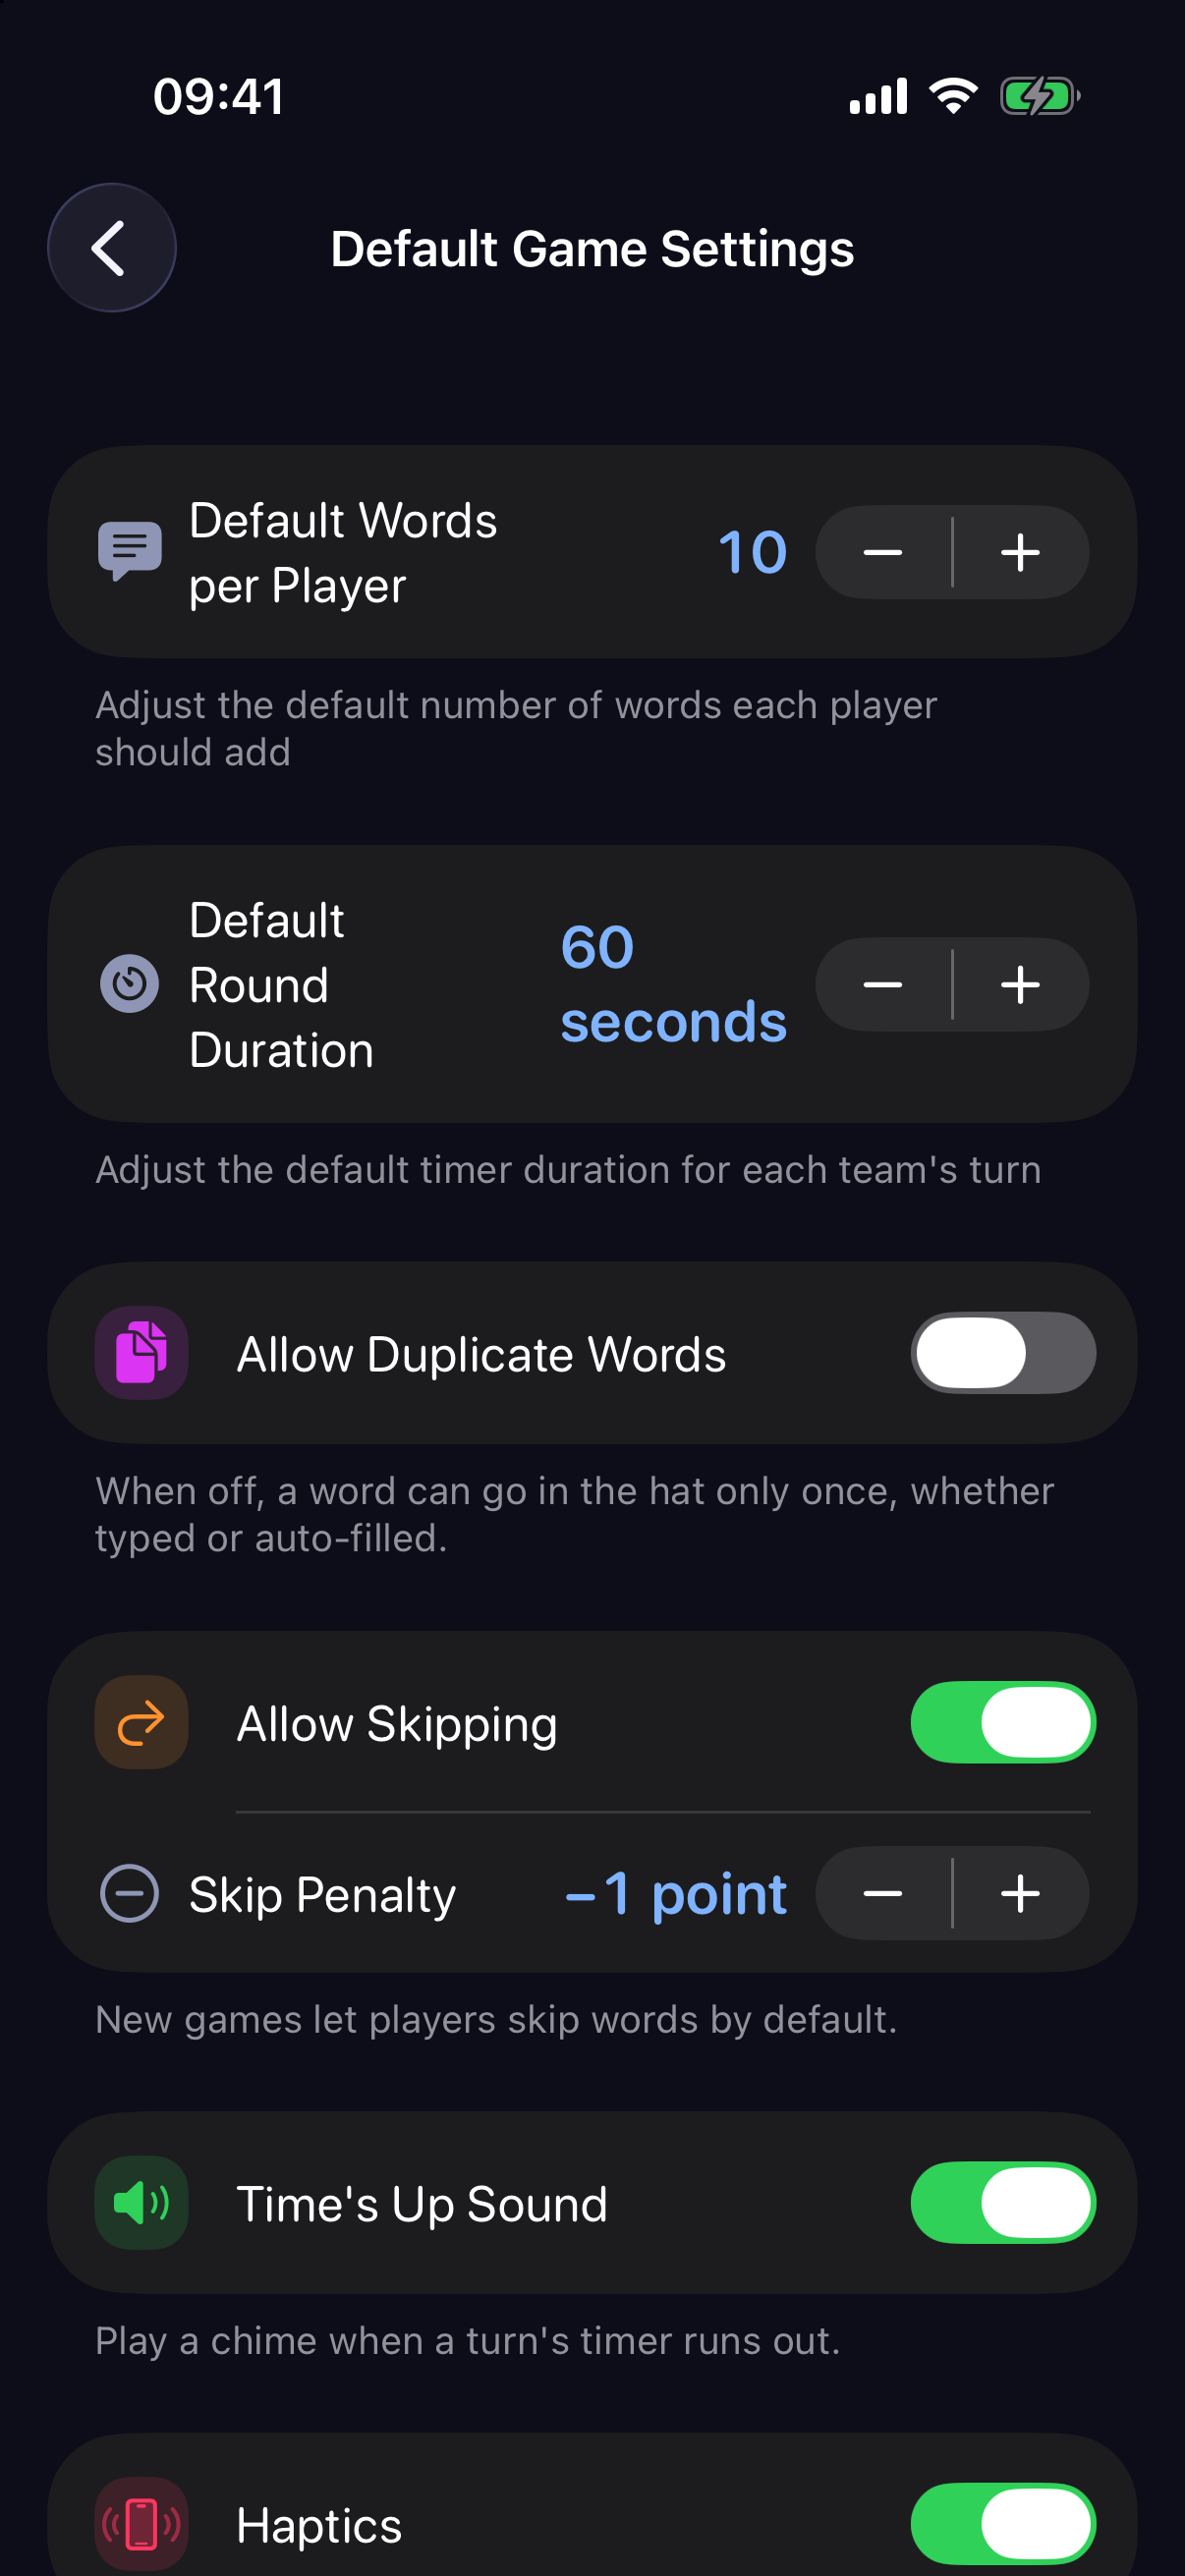 09:41
Default Game Settings
Default Words
per Player
10
Adjust the default number of words each player
should add
Default
Round
Duration
60
seconds
Adjust the default timer duration for each team's turn
Allow Duplicate Words
When off, a word can go in the hat only once, whether
typed or auto-filled.
Allow Skipping
Skip Penalty
−1 point
New games let players skip words by default.
Time's Up Sound
Play a chime when a turn's timer runs out.
Haptics